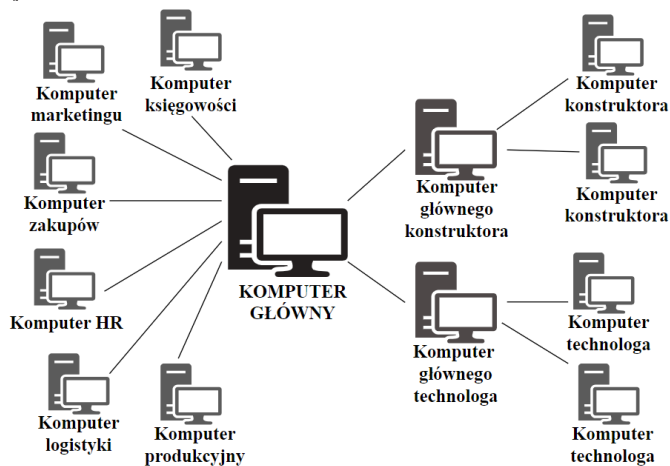 Komputer
marketingu
Komputer
księgowości
Komputer
zakupów
Komputer HR
Komputer
logistyki
Komputer
produkcyjny
KOMPUTER
GŁÓWNY
Komputer
głównego
konstruktora
Komputer
głównego
technologa
Komputer
konstruktora
Komputer
konstruktora
Komputer
technologa
Komputer
technologa